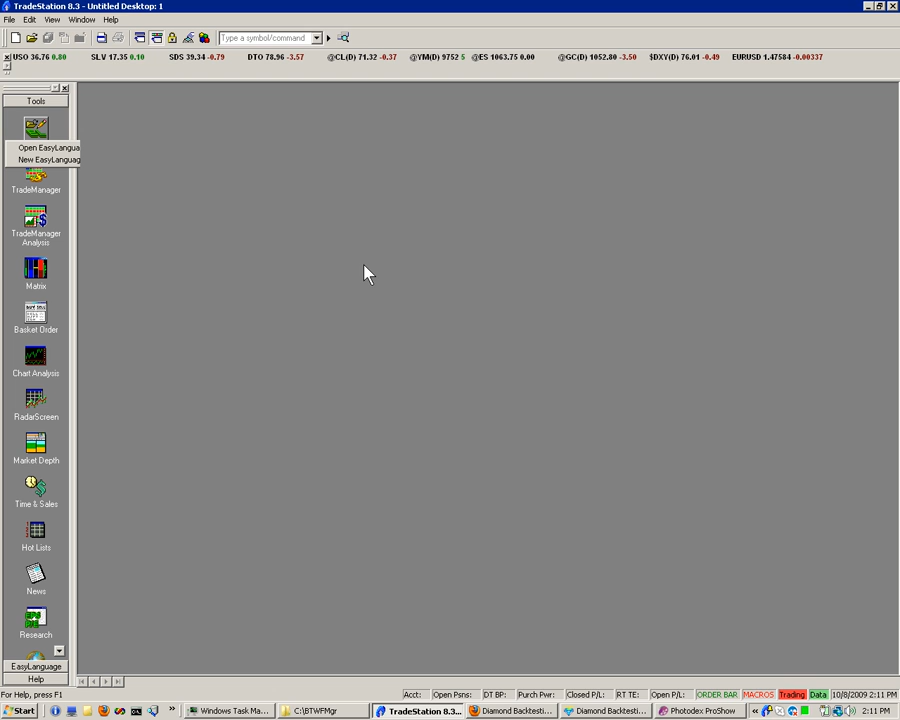 TradeStation 8.3 - Untitled Desktop: 1
File Edit View Window Help
Type a symbol/command
USO 36.76 0.80 SLV 17.35 0.10 SDS 39.34 -0.79 DTO 78.96 -3.57 @CL(D) 71.32 -0.37 @YM(D) 9752 5 @ES 1063.75 0.00 @GC(D) 1052.80 -3.50 $DXY(D) 76.01 -0.49 EURUSD 1.47584 -0.00337
Tools
Open EasyLangua
New EasyLanguag
TradeManager
TradeManager
Analysis
Matrix
Basket Order
Chart Analysis
RadarScreen
Market Depth
Time & Sales
Hot Lists
News
Research
EasyLanguage
Help
For Help, press F1
Acct: Open Psns: DT BP: Purch Pwr: Closed P/L: RT TE: Open P/L: ORDER BAR MACROS Trading Data 10/8/2009 2:11 PM
Start Windows Task Ma... C:\BTWFMgr TradeStation 8.3... Diamond Backtesti... Diamond Backtesti... Photodex ProShow 2:11 PM